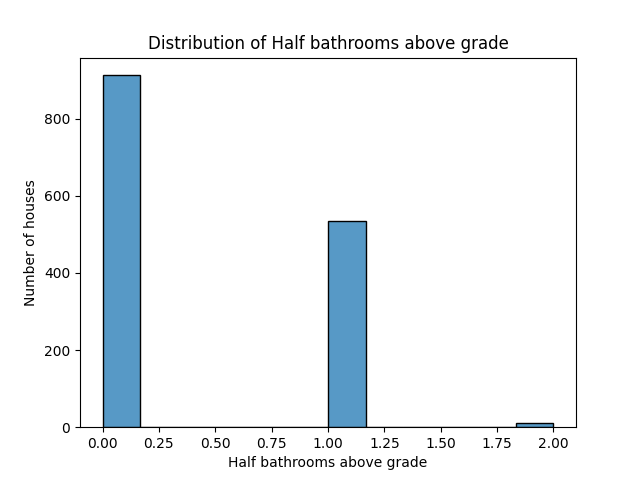 Distribution of Half bathrooms above grade
Number of houses
800
600
400
200
0
0.00 0.25 0.50 0.75 1.00 1.25 1.50 1.75 2.00
Half bathrooms above grade